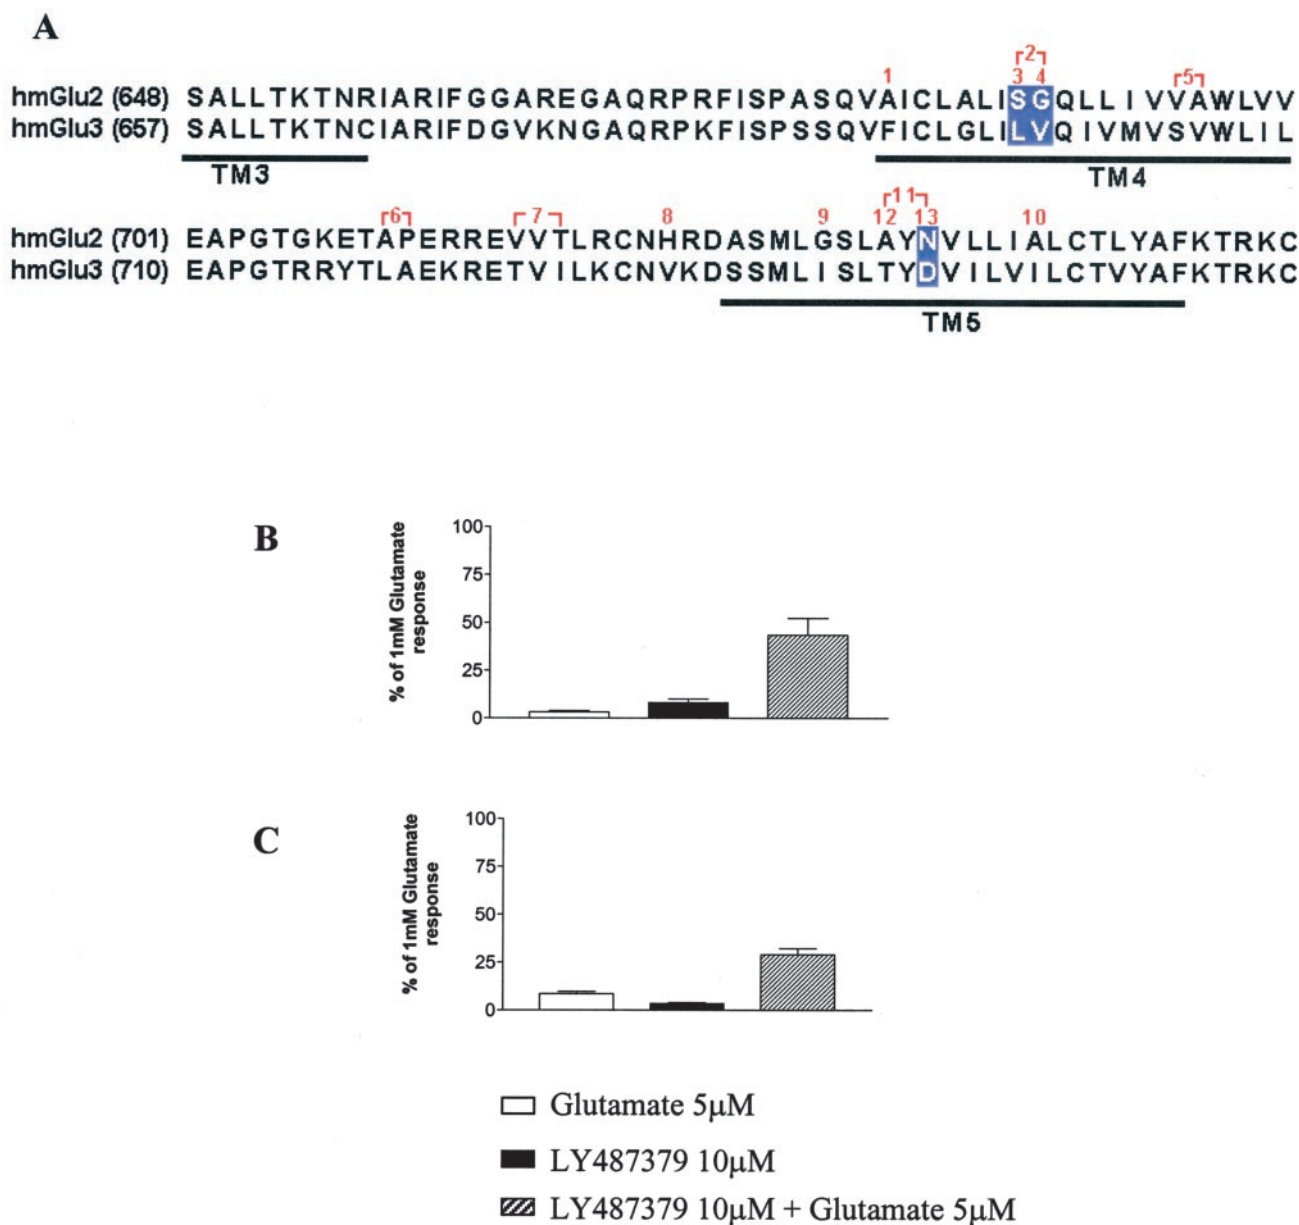 A
2
1 3 4 5
hmGlu2 (648) SALLTKTNRIARIFGGAREGAQRPRFISPASQVAICLALISGQLLIVVAWLVV
hmGlu3 (657) SALLTKTNCIARIFDGVKNGAQRPKFISPSSQVFICLGLILVQIVMVSVWLIL
TM3 TM4
6 7 8 9 12 11 13 10
hmGlu2 (701) EAPGTGKETAPERREVVTLRCNHRDASMLGSLAYNVLLIALCTLYAFKTRKC
hmGlu3 (710) EAPGTRRYTLAEKRETVILKCNVKDSSMLISLTYDVILVILCTVYAFKTRKC
TM5
B
% of 1mM Glutamate
response
100
75
50
25
0
C
% of 1mM Glutamate
response
100
75
50
25
0
Glutamate 5μM
LY487379 10μM
LY487379 10μM + Glutamate 5μM